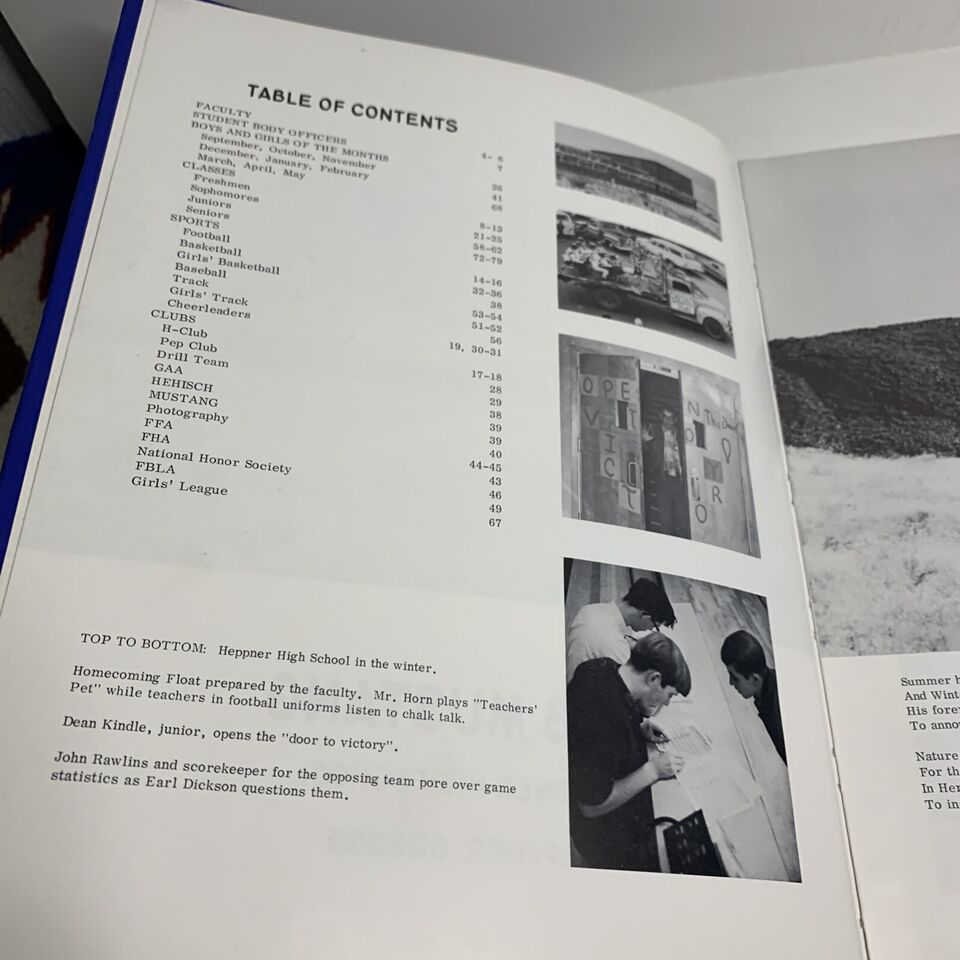 TABLE OF CONTENTS
FACULTY 4- 6
STUDENT BODY OFFICERS 7
BOYS AND GIRLS OF THE MONTHS
September, October, November 26
December, January, February 41
March, April, May 68
CLASSES
Freshmen 8-13
Sophomores 21-25
Juniors 58-62
Seniors 72-79
SPORTS
Football 14-16
Basketball 32-36
Girls' Basketball 38
Baseball 53-54
Track 51-52
Girls' Track 56
Cheerleaders 19, 30-31
CLUBS
H-Club 17-18
Pep Club 28
Drill Team 29
GAA 38
HEHISCH 39
MUSTANG 39
Photography 40
FFA 44-45
FHA 43
National Honor Society 46
FBLA 49
Girls' League 67
OPEN
TOP TO BOTTOM: Heppner High School in the winter.
Homecoming Float prepared by the faculty. Mr. Horn plays "Teachers'
Pet" while teachers in football uniforms listen to chalk talk.
Dean Kindle, junior, opens the "door to victory".
John Rawlins and scorekeeper for the opposing team pore over game
statistics as Earl Dickson questions them.
Summer h
And Wint
His fore
To anno
Nature
For th
In Her
To in